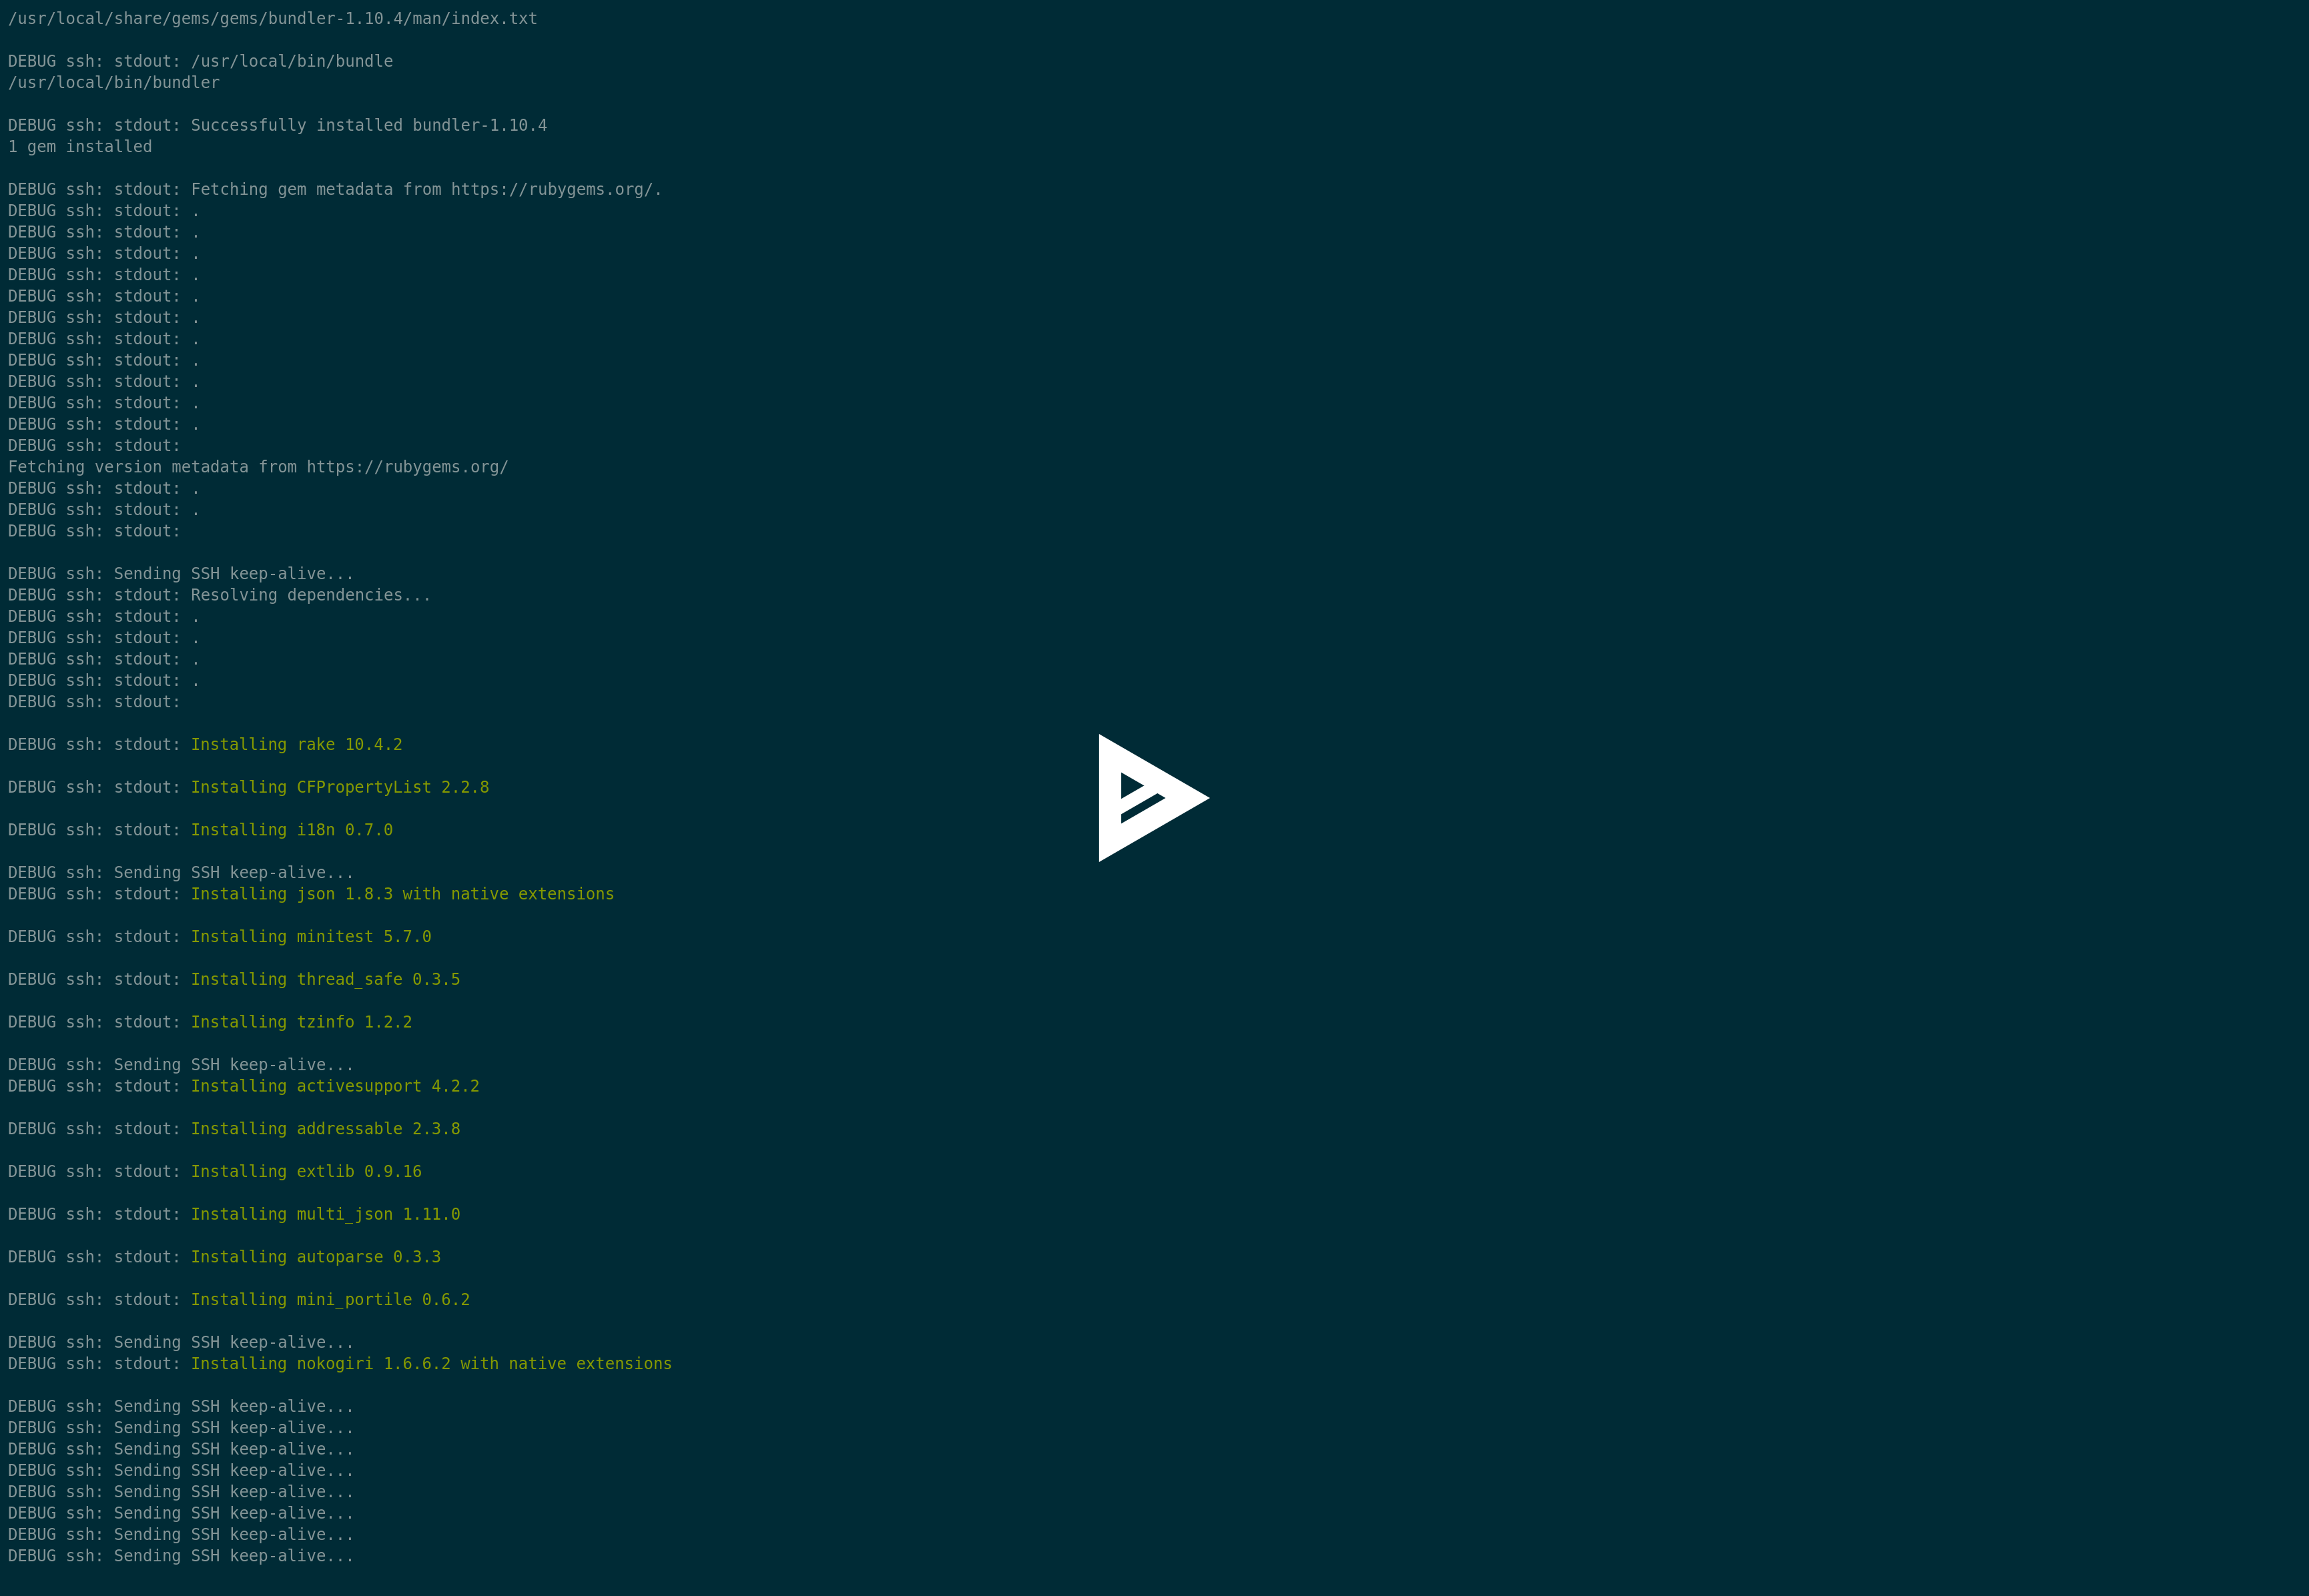 /usr/local/share/gems/gems/bundler-1.10.4/man/index.txt
DEBUG ssh: stdout: /usr/local/bin/bundle
/usr/local/bin/bundler
DEBUG ssh: stdout: Successfully installed bundler-1.10.4
1 gem installed
DEBUG ssh: stdout: Fetching gem metadata from https://rubygems.org/.
DEBUG ssh: stdout: .
DEBUG ssh: stdout: .
DEBUG ssh: stdout: .
DEBUG ssh: stdout: .
DEBUG ssh: stdout: .
DEBUG ssh: stdout: .
DEBUG ssh: stdout: .
DEBUG ssh: stdout: .
DEBUG ssh: stdout: .
DEBUG ssh: stdout: .
DEBUG ssh: stdout: .
DEBUG ssh: stdout:
Fetching version metadata from https://rubygems.org/
DEBUG ssh: stdout: .
DEBUG ssh: stdout: .
DEBUG ssh: stdout:
DEBUG ssh: Sending SSH keep-alive...
DEBUG ssh: stdout: Resolving dependencies...
DEBUG ssh: stdout: .
DEBUG ssh: stdout: .
DEBUG ssh: stdout: .
DEBUG ssh: stdout: .
DEBUG ssh: stdout:
DEBUG ssh: stdout: Installing rake 10.4.2
DEBUG ssh: stdout: Installing CFPropertyList 2.2.8
DEBUG ssh: stdout: Installing i18n 0.7.0
DEBUG ssh: Sending SSH keep-alive...
DEBUG ssh: stdout: Installing json 1.8.3 with native extensions
DEBUG ssh: stdout: Installing minitest 5.7.0
DEBUG ssh: stdout: Installing thread_safe 0.3.5
DEBUG ssh: stdout: Installing tzinfo 1.2.2
DEBUG ssh: Sending SSH keep-alive...
DEBUG ssh: stdout: Installing activesupport 4.2.2
DEBUG ssh: stdout: Installing addressable 2.3.8
DEBUG ssh: stdout: Installing extlib 0.9.16
DEBUG ssh: stdout: Installing multi_json 1.11.0
DEBUG ssh: stdout: Installing autoparse 0.3.3
DEBUG ssh: stdout: Installing mini_portile 0.6.2
DEBUG ssh: Sending SSH keep-alive...
DEBUG ssh: stdout: Installing nokogiri 1.6.6.2 with native extensions
DEBUG ssh: Sending SSH keep-alive...
DEBUG ssh: Sending SSH keep-alive...
DEBUG ssh: Sending SSH keep-alive...
DEBUG ssh: Sending SSH keep-alive...
DEBUG ssh: Sending SSH keep-alive...
DEBUG ssh: Sending SSH keep-alive...
DEBUG ssh: Sending SSH keep-alive...
DEBUG ssh: Sending SSH keep-alive...